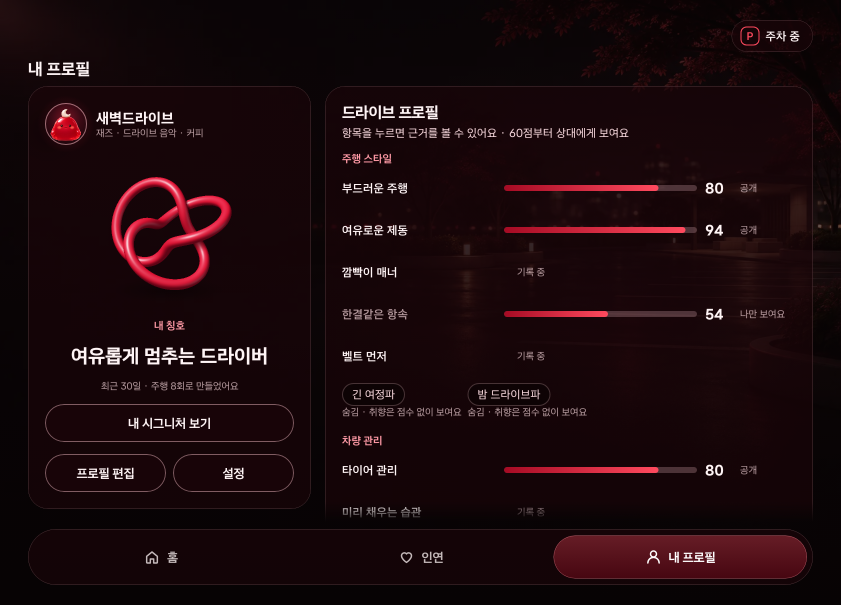 P 주차 중
내 프로필
새벽드라이브
재즈 · 드라이브 음악 · 커피
내 칭호
여유롭게 멈추는 드라이버
최근 30일 · 주행 8회로 만들었어요
내 시그니처 보기
프로필 편집 설정
드라이브 프로필
항목을 누르면 근거를 볼 수 있어요 · 60점부터 상대에게 보여요
주행 스타일
부드러운 주행 80 공개
여유로운 제동 94 공개
깜빡이 매너 기록 중
한결같은 항속 54 나만 보여요
벨트 먼저 기록 중
긴 여정파 밤 드라이브파
숨김 · 취향은 점수 없이 보여요 숨김 · 취향은 점수 없이 보여요
차량 관리
타이어 관리 80 공개
미리 채우는 습관 기록 중
홈 인연 내 프로필